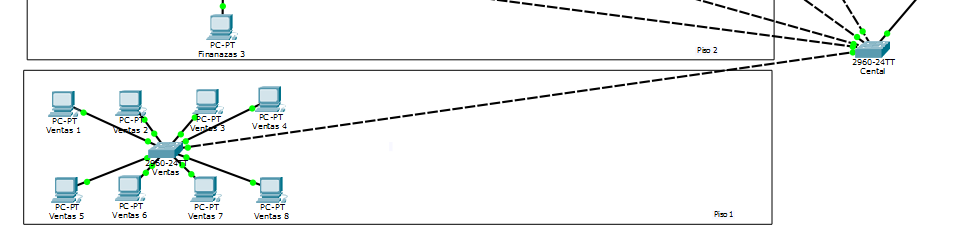 PC-PT
Finanazas 3
Piso 2
2960-24TT
Cental
PC-PT
Ventas 1
PC-PT
Ventas 2
PC-PT
Ventas 3
PC-PT
Ventas 4
2960-24TT
Ventas
PC-PT
Ventas 5
PC-PT
Ventas 6
PC-PT
Ventas 7
PC-PT
Ventas 8
Piso 1